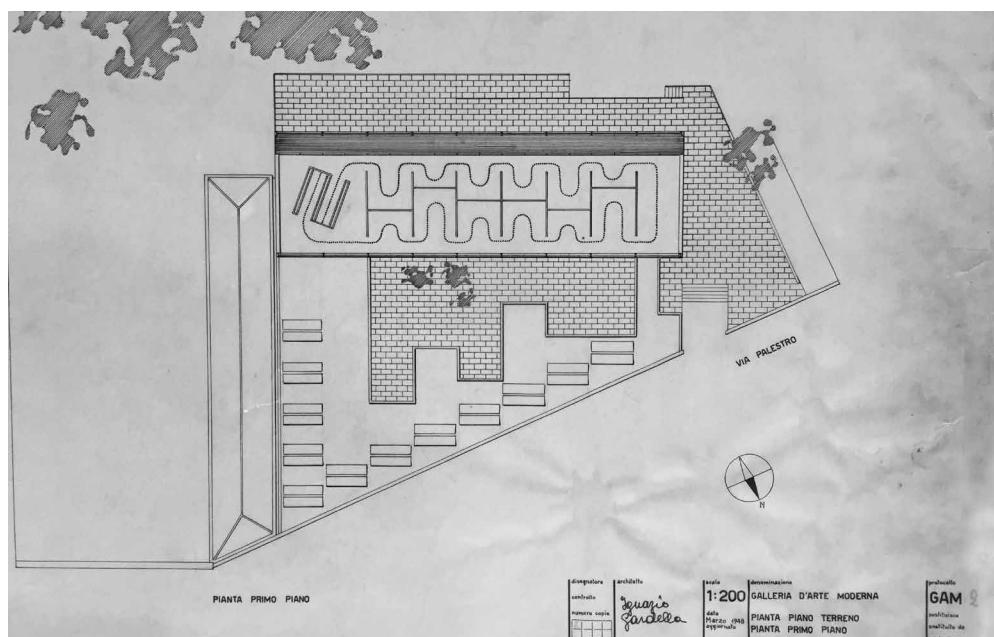 VIA PALESTRO
N
PIANTA PRIMO PIANO
disegnatore
controllo
numero copie
architetto
Ignazio
Gardella
scala
1:200
data
Marzo 1948
aggiornato
denominazione
GALLERIA D'ARTE MODERNA
PIANTA PIANO TERRENO
PIANTA PRIMO PIANO
protocollo
GAM 2
sostituisce
sostituito da